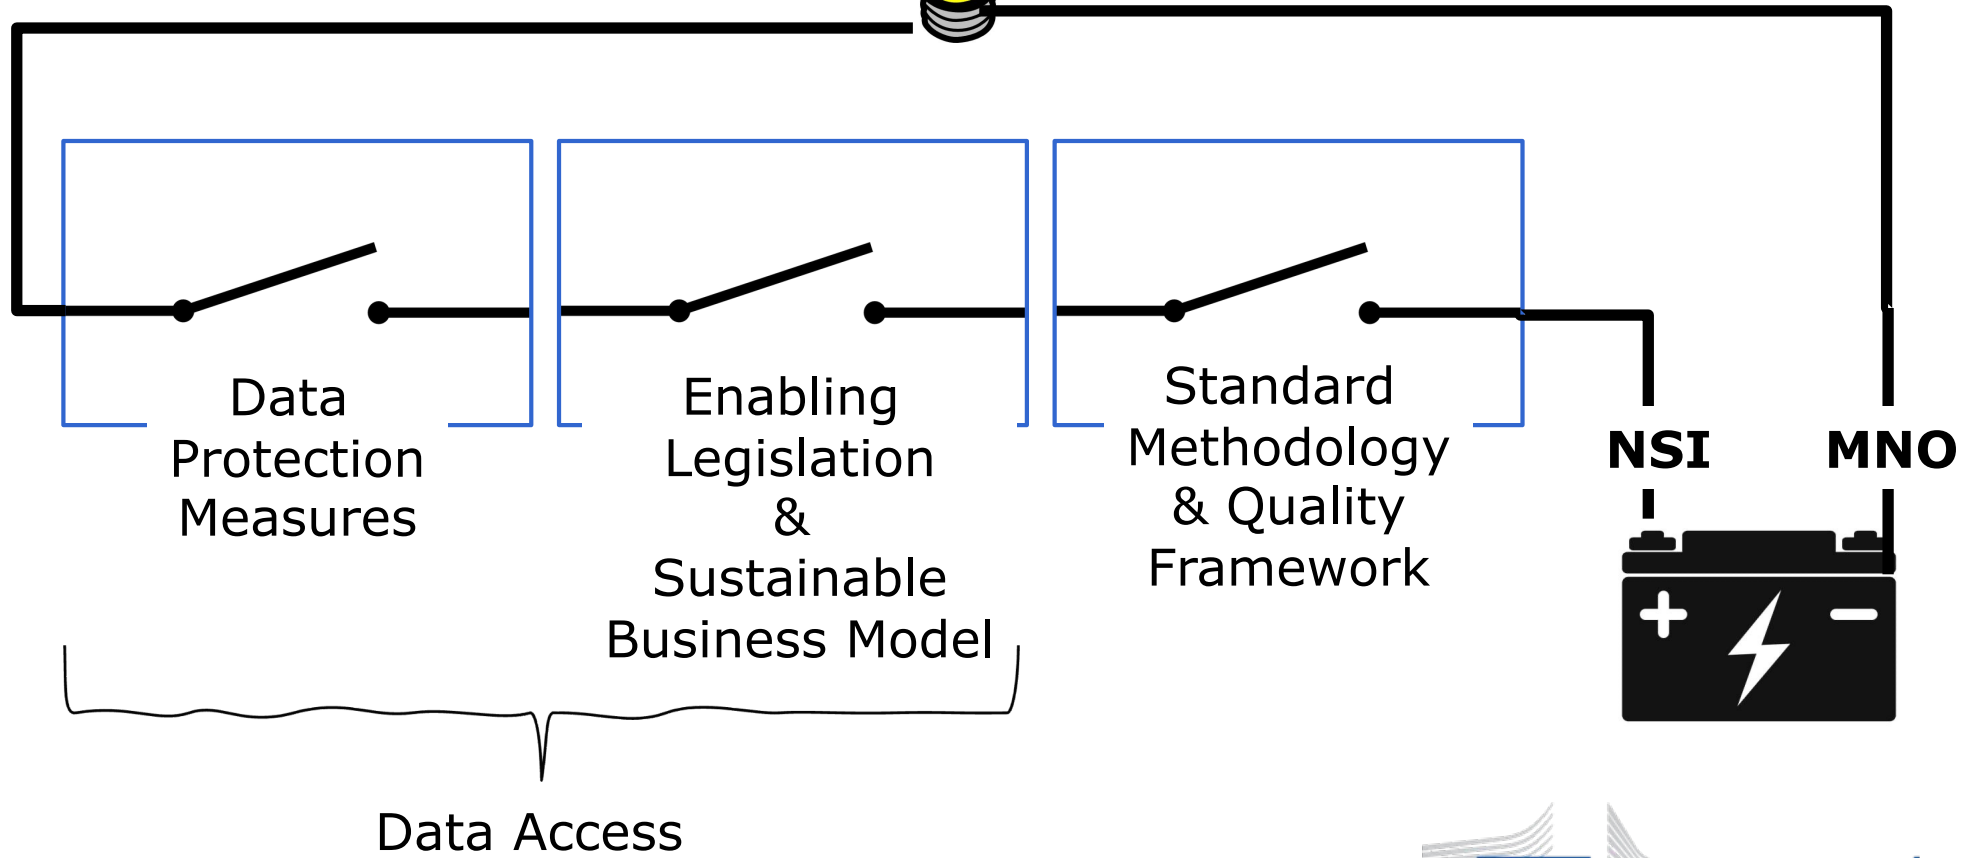 Data
Protection
Measures
Enabling
Legislation
&
Sustainable
Business Model
Standard
Methodology
& Quality
Framework
NSI
MNO
Data Access